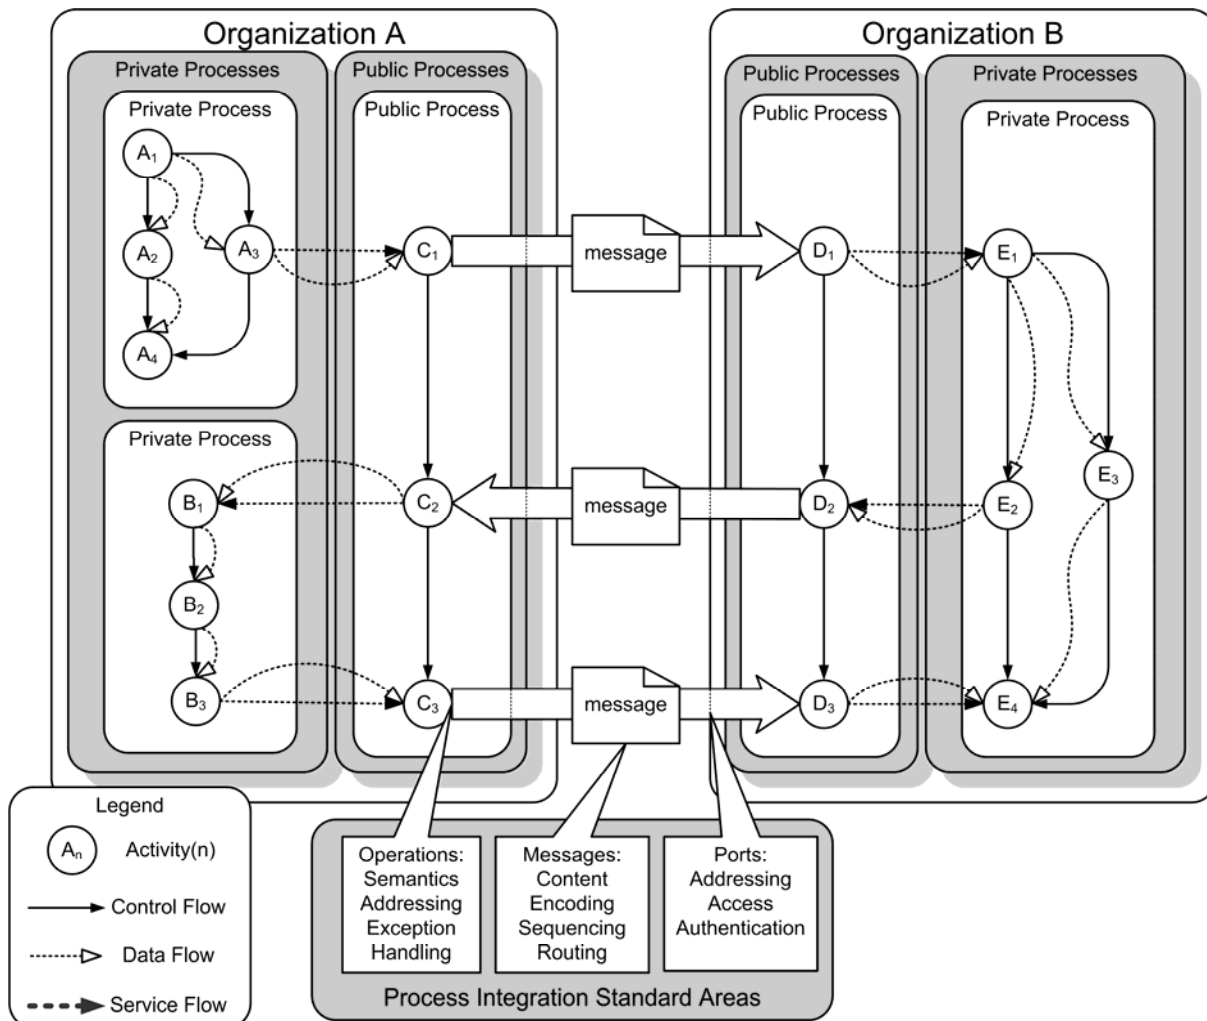 Organization A
Private Processes
Private Process
A1
A2
A3
A4
Private Process
B1
B2
B3
Public Processes
Public Process
C1
C2
C3
message
message
message
Organization B
Public Processes
Public Process
D1
D2
D3
Private Processes
Private Process
E1
E2
E3
E4
Legend
An
Activity(n)
Control Flow
Data Flow
Service Flow
Operations:
Semantics
Addressing
Exception
Handling
Messages:
Content
Encoding
Sequencing
Routing
Ports:
Addressing
Access
Authentication
Process Integration Standard Areas